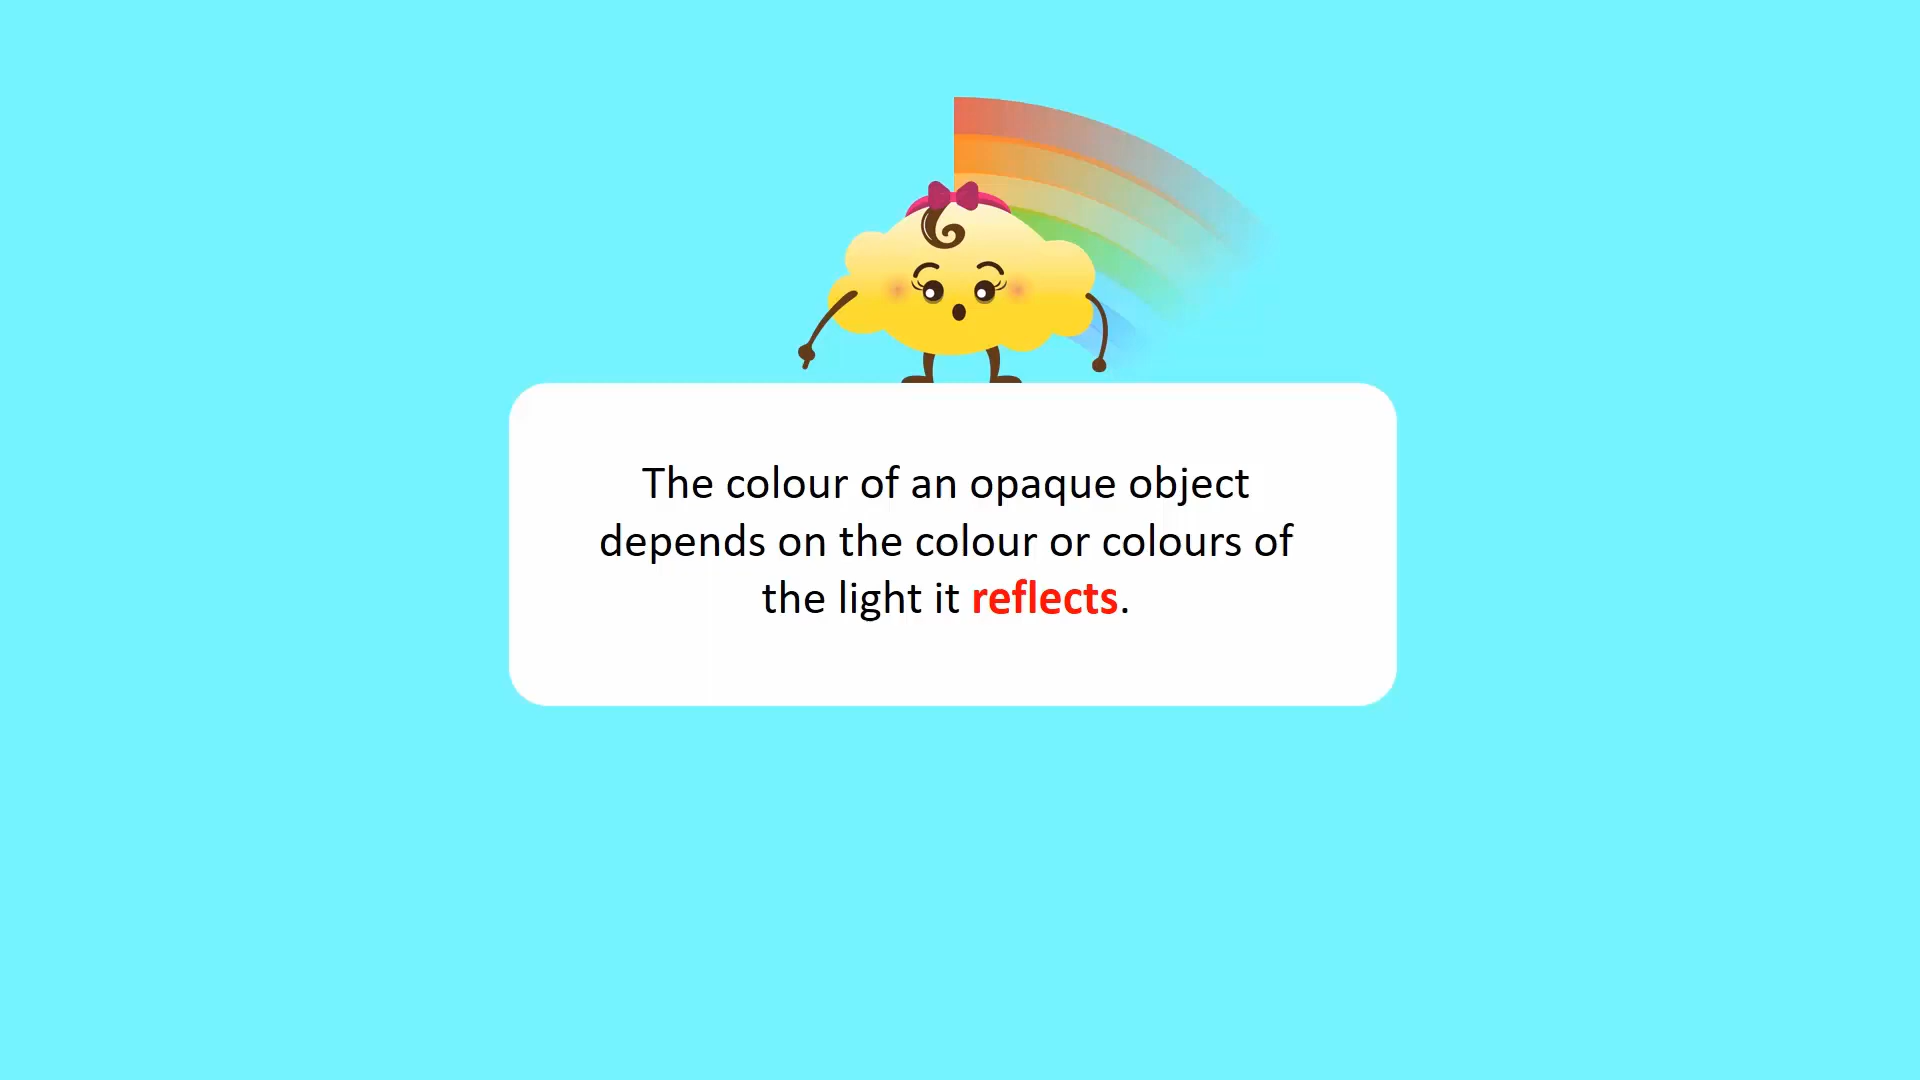 The colour of an opaque object
depends on the colour or colours of
the light it reflects.